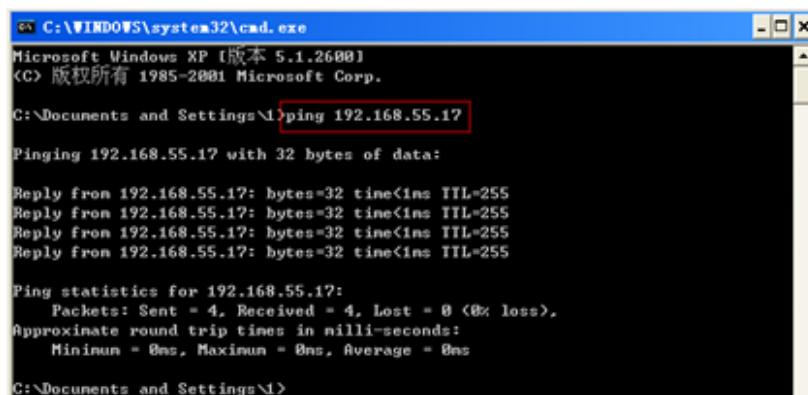 C:\WINDOWS\system32\cmd.exe
Microsoft Windows XP [版本 5.1.2600]
(C) 版权所有 1985-2001 Microsoft Corp.
C:\Documents and Settings\1>ping 192.168.55.17
Pinging 192.168.55.17 with 32 bytes of data:
Reply from 192.168.55.17: bytes=32 time<1ms TTL=255
Reply from 192.168.55.17: bytes=32 time<1ms TTL=255
Reply from 192.168.55.17: bytes=32 time<1ms TTL=255
Reply from 192.168.55.17: bytes=32 time<1ms TTL=255
Ping statistics for 192.168.55.17:
Packets: Sent = 4, Received = 4, Lost = 0 (0% loss),
Approximate round trip times in milli-seconds:
Minimum = 0ms, Maximum = 0ms, Average = 0ms
C:\Documents and Settings\1>